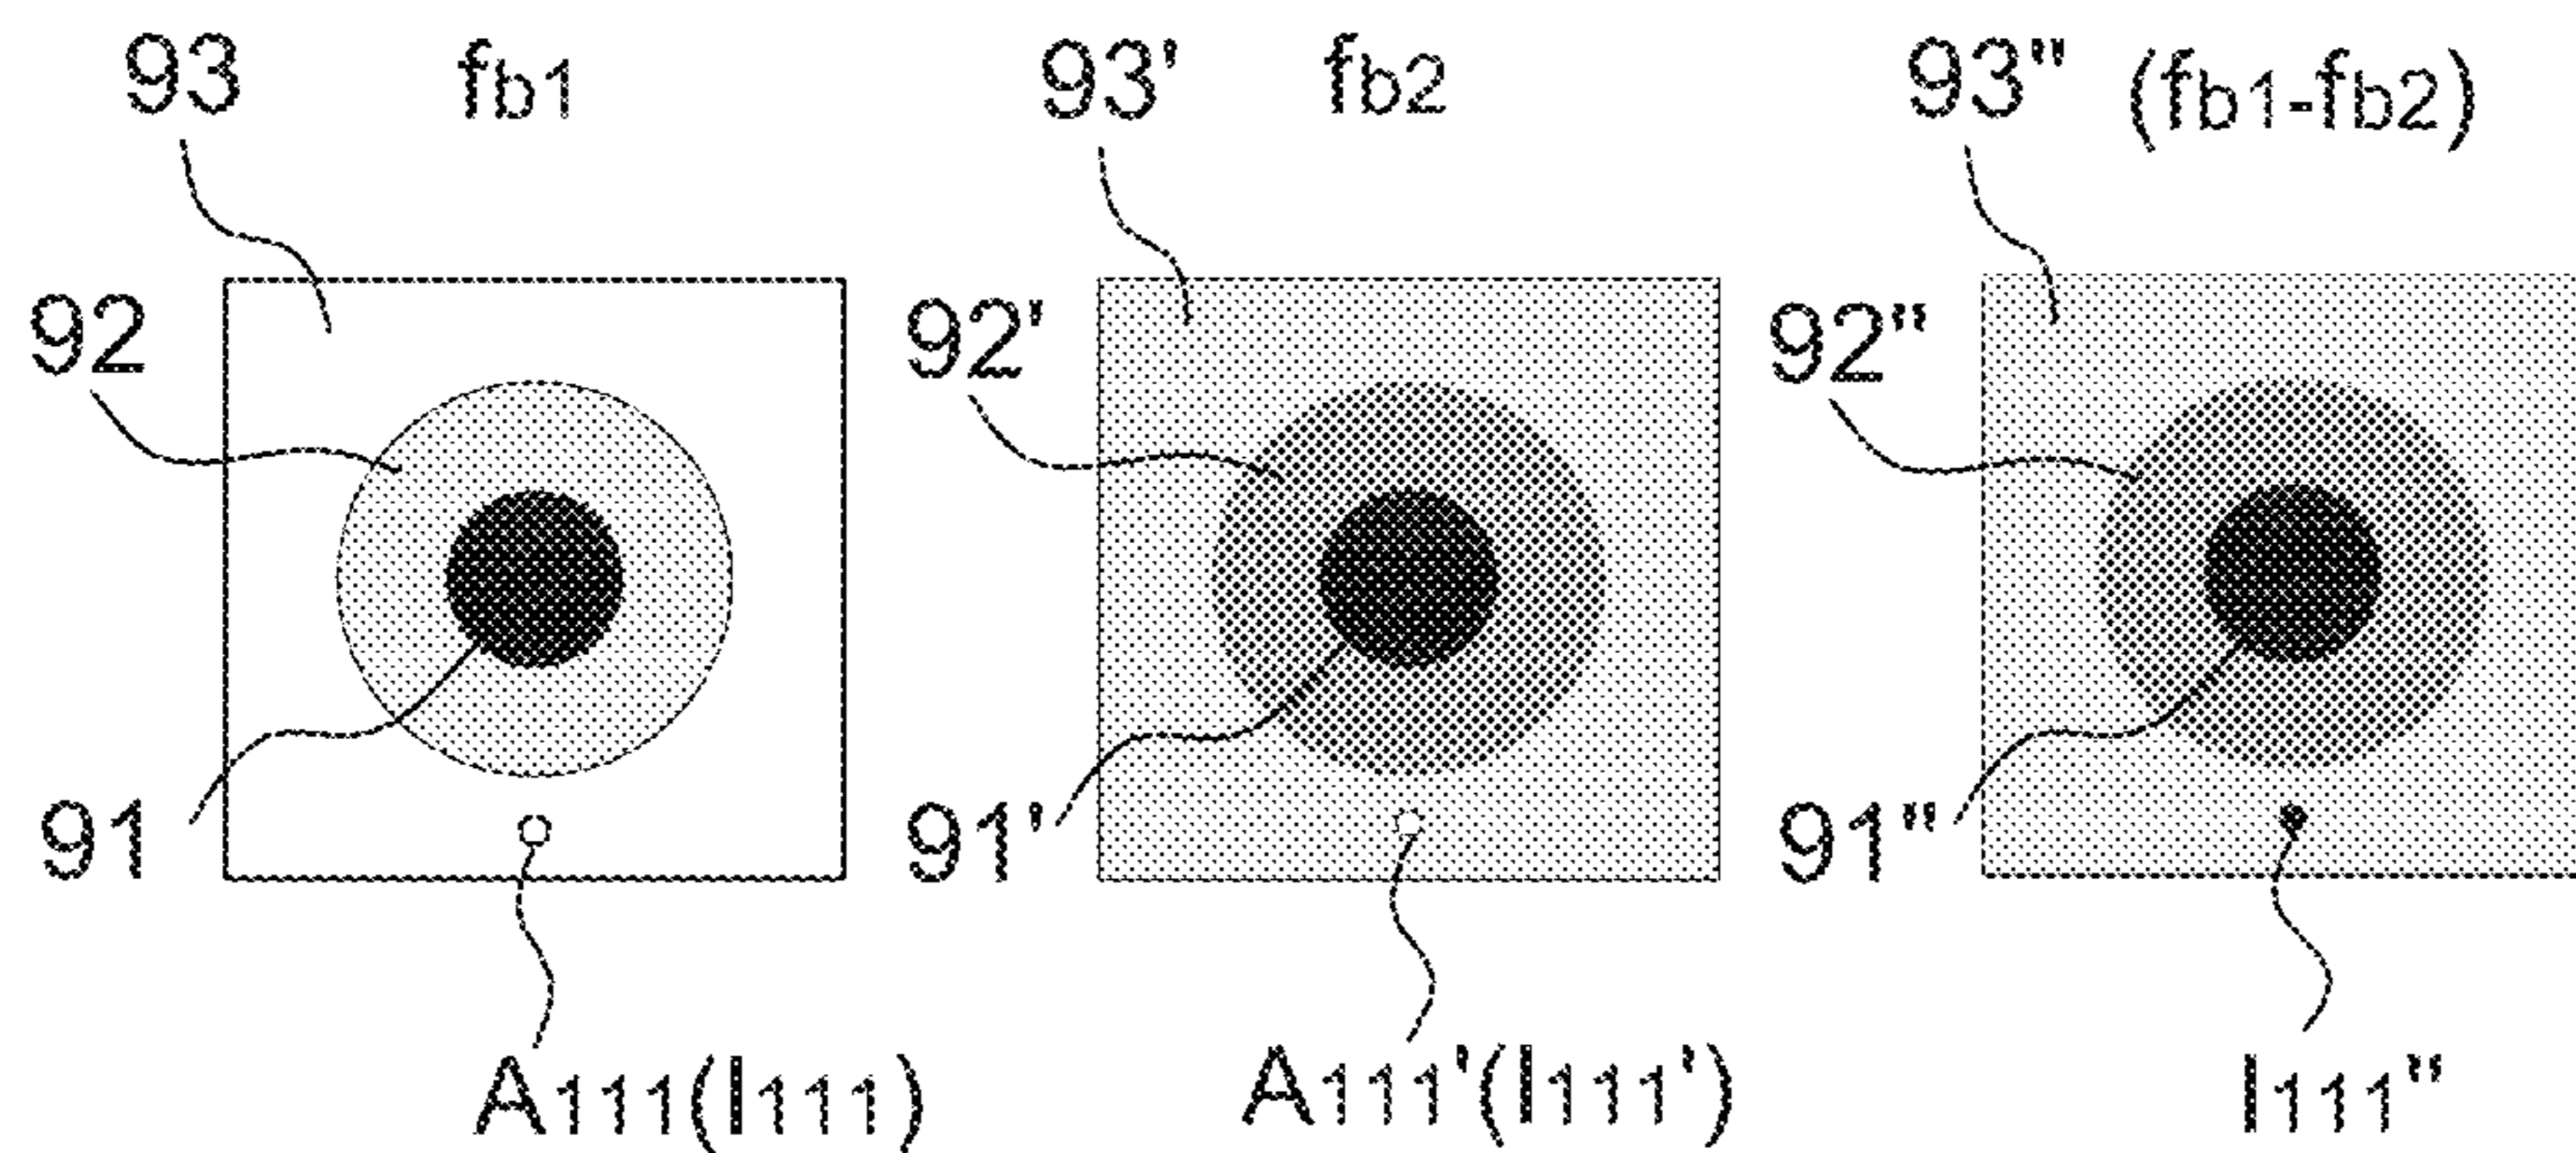 93 fb1 93' fb2 93" (fb1-fb2)
92 92' 92"
91 91' 91"
A111(I111) A111'(I111') I111"